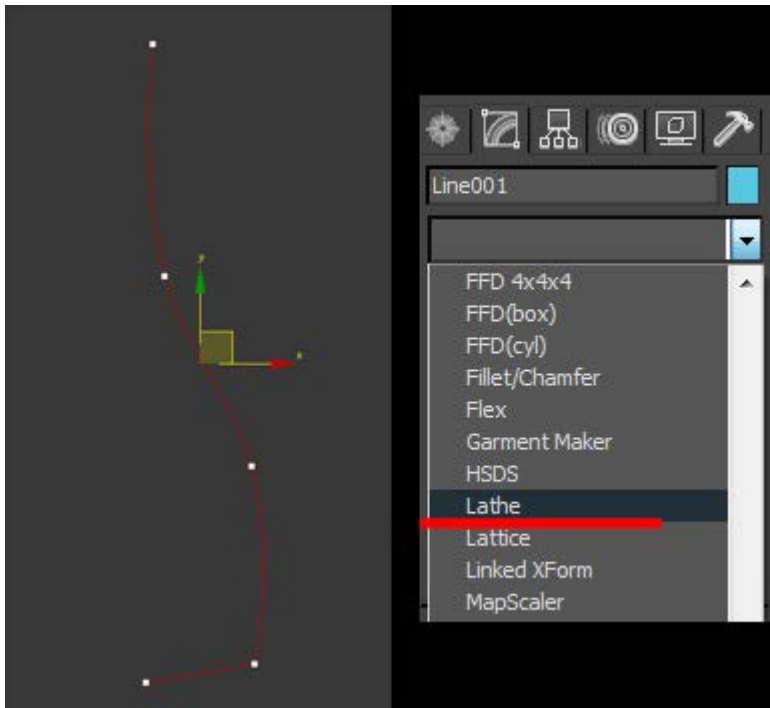 y
x
Line001
FFD 4x4x4
FFD(box)
FFD(cyl)
Fillet/Chamfer
Flex
Garment Maker
HSDS
Lathe
Lattice
Linked XForm
MapScaler